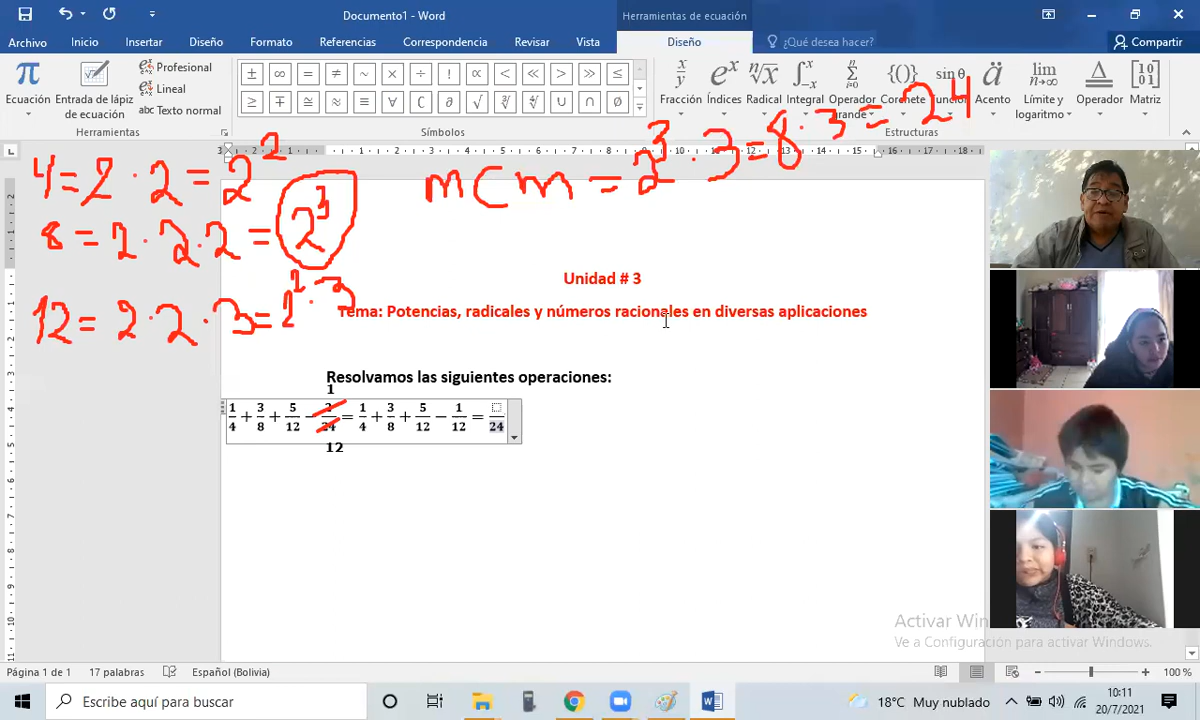 Documento1 - Word
Herramientas de ecuación
Archivo Inicio Insertar Diseño Formato Referencias Correspondencia Revisar Vista Diseño ¿Qué desea hacer? Compartir
π Ecuación
Entrada de lápiz de ecuación
Profesional
Lineal
abc Texto normal
± ∞ = ≠ ~ × ÷ ! ∝ < ≪ > ≫ ≤
≥ ∓ ≅ ≈ ≡ ∀ ∁ ∂ √ ∛ ∜ ∪ ∩ ∅
Fracción Índices Radical Integral Operador grande Corchete Función Acento Límite y logaritmo Operador Matriz
Herramientas Símbolos Estructuras
4 = 2 · 2 = 2²
mcm = 2³ · 3 = 8 · 3 = 24
8 = 2 · 2 · 2 = 2³
12 = 2 · 2 · 3 = 2² · 3
Unidad # 3
Tema: Potencias, radicales y números racionales en diversas aplicaciones
Resolvamos las siguientes operaciones:
1
1/4 + 3/8 + 5/12 − 2/24 = 1/4 + 3/8 + 5/12 − 1/12 = /24
12
Activar Win
Ve a Configuración para activar Windows.
Página 1 de 1 17 palabras Español (Bolivia) 100 %
Escribe aquí para buscar
18°C Muy nublado
10:11
20/7/2021